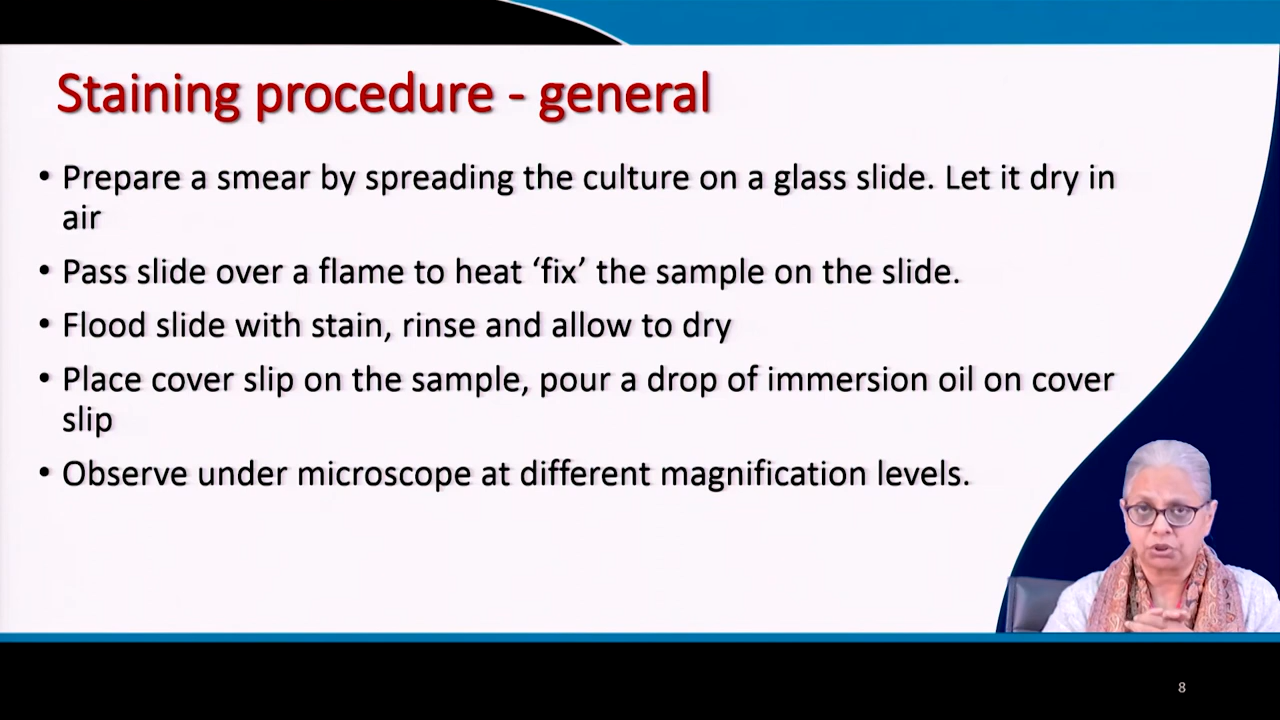 Staining procedure - general
• Prepare a smear by spreading the culture on a glass slide. Let it dry in
air
• Pass slide over a flame to heat ‘fix’ the sample on the slide.
• Flood slide with stain, rinse and allow to dry
• Place cover slip on the sample, pour a drop of immersion oil on cover
slip
• Observe under microscope at different magnification levels.
8